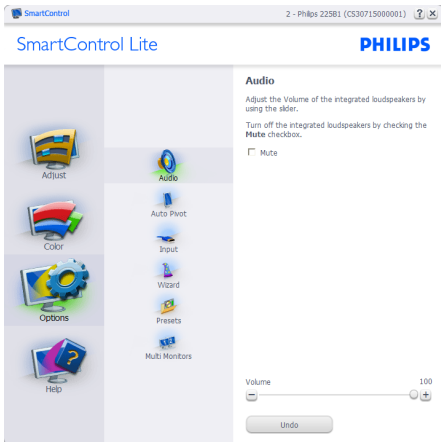 SmartControl
2 - Philips 225B1 (CS30715000001)
? X
SmartControl Lite
PHILIPS
Adjust
Color
Options
Help
Audio
Auto Pivot
Input
Wizard
Presets
Multi Monitors
Audio
Adjust the Volume of the integrated loudspeakers by
using the slider.
Turn off the integrated loudspeakers by checking the
Mute checkbox.
Mute
Volume 100
Undo